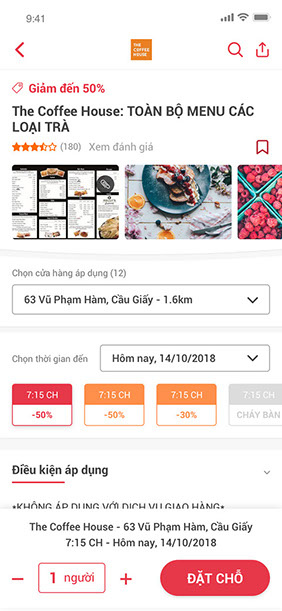 9:41
THE
COFFEE
HOUSE
Giảm đến 50%
The Coffee House: TOÀN BỘ MENU CÁC
LOẠI TRÀ
(180) Xem đánh giá
Chọn cửa hàng áp dụng (12)
63 Vũ Phạm Hàm, Cầu Giấy - 1.6km
Chọn thời gian đến
Hôm nay, 14/10/2018
7:15 CH
-50%
7:15 CH
-50%
7:15 CH
-30%
7:15 CH
CHÁY BÀN
Điều kiện áp dụng
*KHÔNG ÁP DỤNG VỚI DỊCH VỤ GIAO HÀNG*
The Coffee House - 63 Vũ Phạm Hàm, Cầu Giấy
7:15 CH - Hôm nay, 14/10/2018
1 người
ĐẶT CHỖ